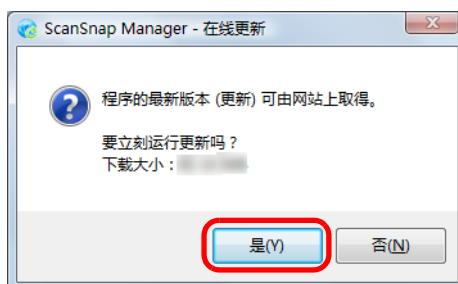 ScanSnap Manager - 在线更新
程序的最新版本 (更新) 可由网站上取得。
要立刻运行更新吗？
下载大小：
是(Y) 否(N)